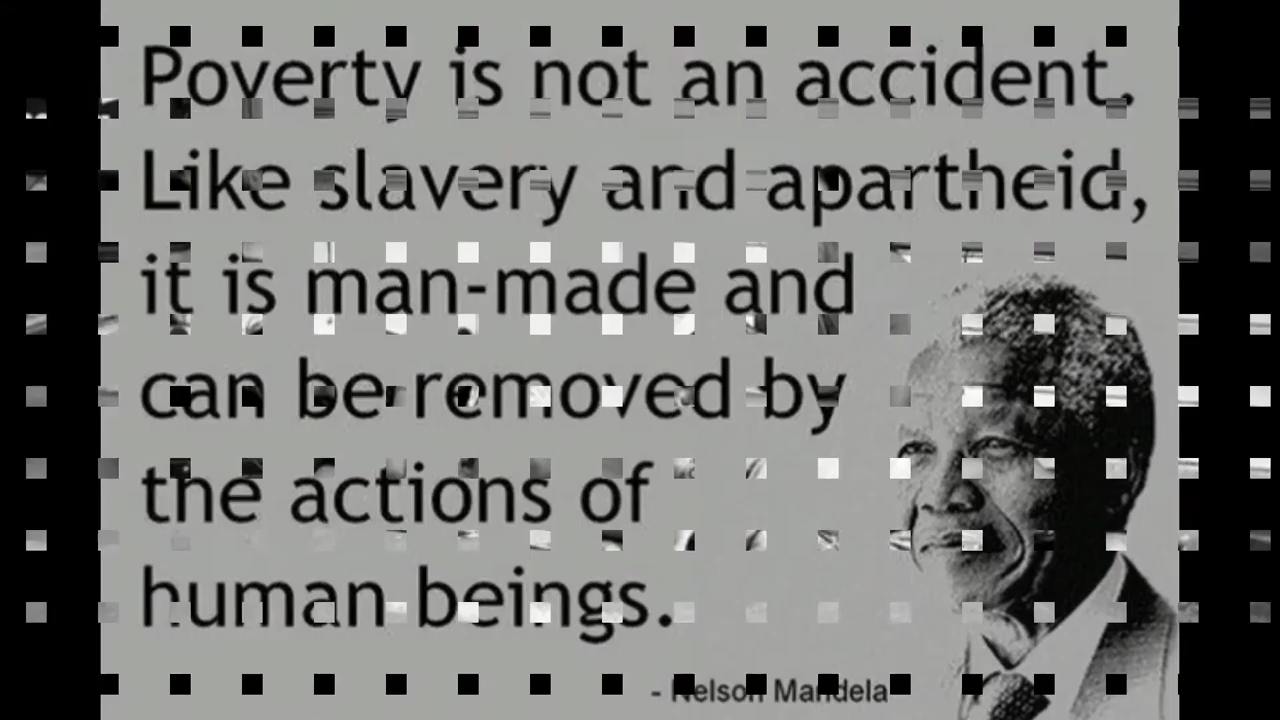 Poverty is not an accident.
Like slavery and apartheid,
it is man-made and
can be removed by
the actions of
human beings.
- Nelson Mandela